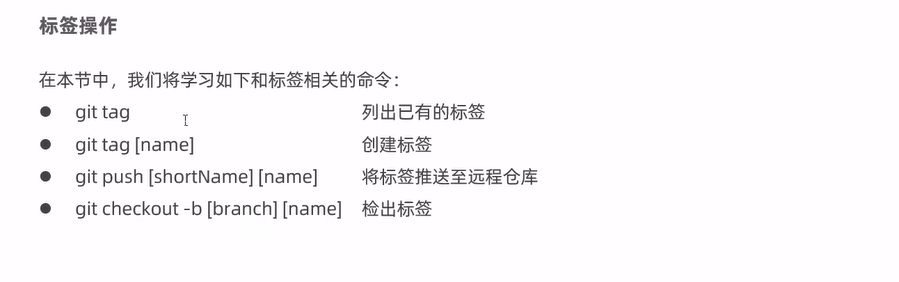 标签操作
在本节中，我们将学习如下和标签相关的命令：
● git tag 列出已有的标签
● git tag [name] 创建标签
● git push [shortName] [name] 将标签推送至远程仓库
● git checkout -b [branch] [name] 检出标签